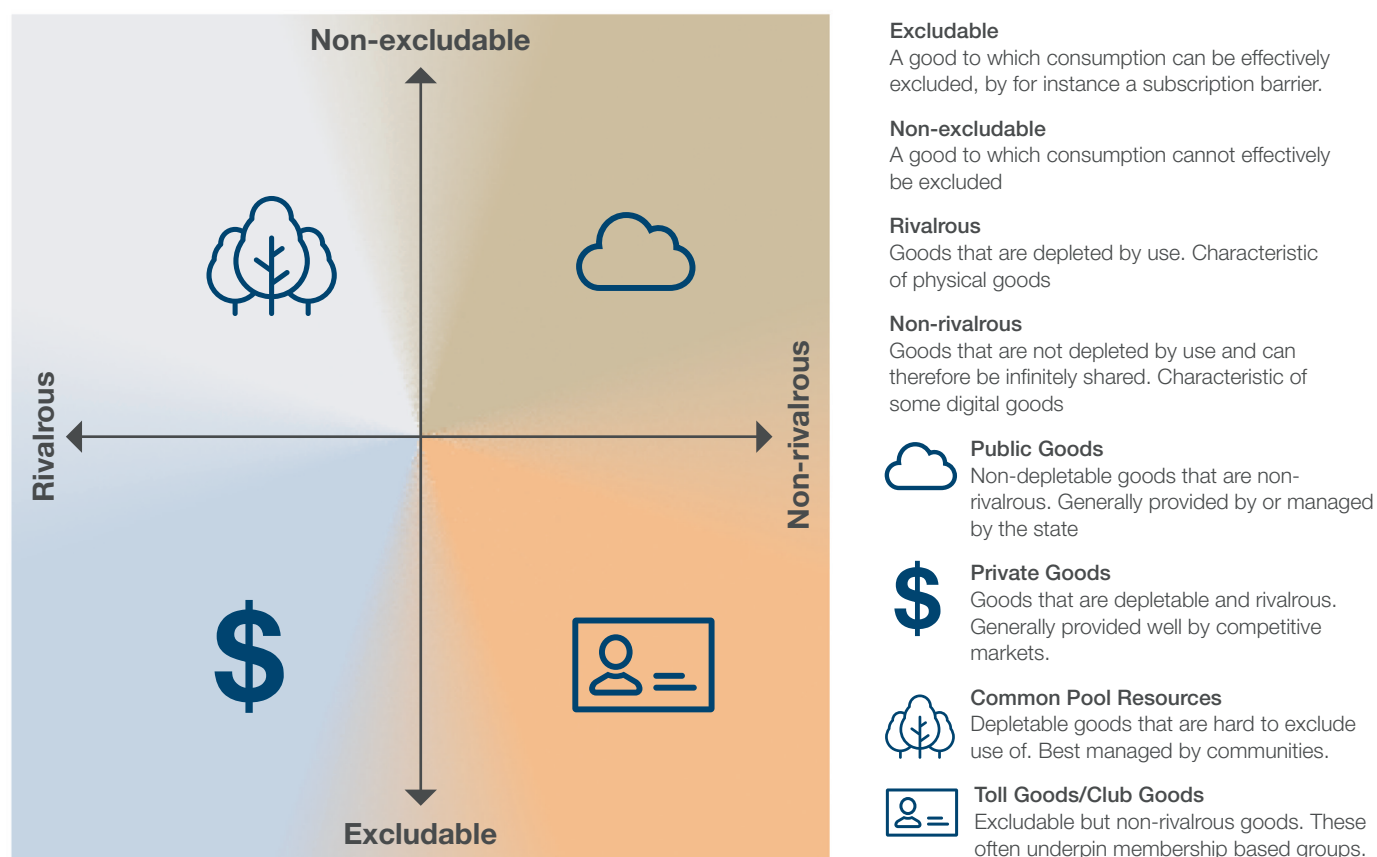 Non-excludable
Rivalrous
Non-rivalrous
Excludable
Excludable
A good to which consumption can be effectively
excluded, by for instance a subscription barrier.
Non-excludable
A good to which consumption cannot effectively
be excluded
Rivalrous
Goods that are depleted by use. Characteristic
of physical goods
Non-rivalrous
Goods that are not depleted by use and can
therefore be infinitely shared. Characteristic of
some digital goods
Public Goods
Non-depletable goods that are non-
rivalrous. Generally provided by or managed
by the state
$
Private Goods
Goods that are depletable and rivalrous.
Generally provided well by competitive
markets.
Common Pool Resources
Depletable goods that are hard to exclude
use of. Best managed by communities.
$
Toll Goods/Club Goods
Excludable but non-rivalrous goods. These
often underpin membership based groups.